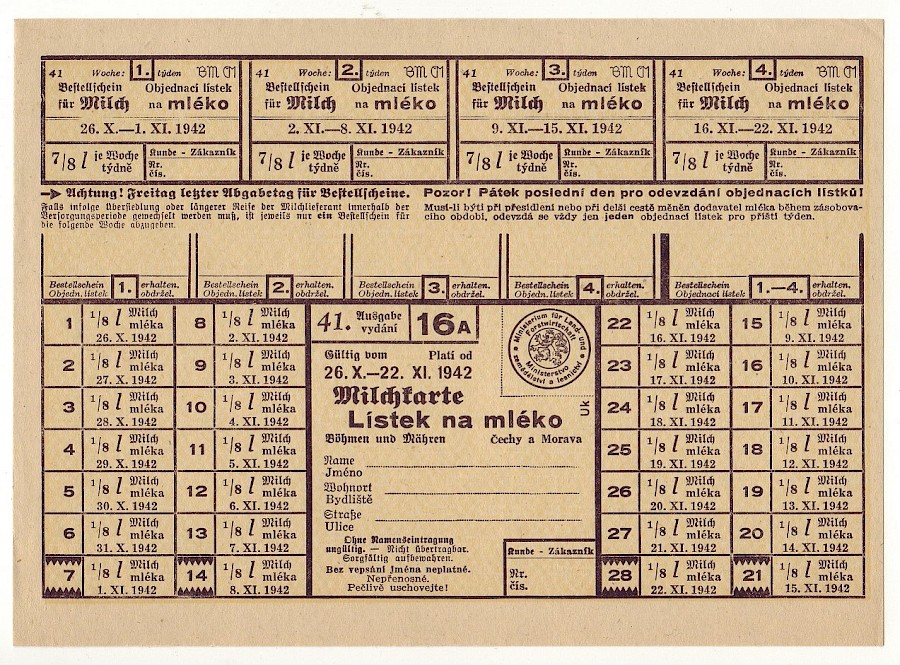 41 Woche: 1. týden BM ČM
Bestellschein Objednací lístek
für Milch na mléko
26. X.—1. XI. 1942
7/8 l je Woche týdně
Kunde - Zákazník
Nr.
čís.
41 Woche: 2. týden BM ČM
Bestellschein Objednací lístek
für Milch na mléko
2. XI.—8. XI. 1942
7/8 l je Woche týdně
Kunde - Zákazník
Nr.
čís.
41 Woche: 3. týden BM ČM
Bestellschein Objednací lístek
für Milch na mléko
9. XI.—15. XI. 1942
7/8 l je Woche týdně
Kunde - Zákazník
Nr.
čís.
41 Woche: 4. týden BM ČM
Bestellschein Objednací lístek
für Milch na mléko
16. XI.—22. XI. 1942
7/8 l je Woche týdně
Kunde - Zákazník
Nr.
čís.
Achtung! Freitag letzter Abgabetag für Bestellscheine.
Falls infolge Übersiedlung oder längerer Reise der Milchlieferant innerhalb der
Versorgungsperiode gewechselt werden muß, ist jeweils nur ein Bestellschein für
die folgende Woche abzugeben.
Pozor! Pátek poslední den pro odevzdání objednacích lístků!
Musí-li býti při přesídlení nebo při delší cestě měněn dodavatel mléka během zásobova-
cího období, odevzdá se vždy jen jeden objednací lístek pro příští týden.
Bestellschein 1. erhalten.
Objedn. lístek obdržel.
Bestellschein 2. erhalten.
Objedn. lístek obdržel.
Bestellschein 3. erhalten.
Objedn. lístek obdržel.
Bestellschein 4. erhalten.
Objedn. lístek obdržel.
Bestellschein 1.—4. erhalten.
Objednací lístek obdržel.
1 1/8 l Milch mléka 26. X. 1942
8 1/8 l Milch mléka 2. XI. 1942
2 1/8 l Milch mléka 27. X. 1942
9 1/8 l Milch mléka 3. XI. 1942
3 1/8 l Milch mléka 28. X. 1942
10 1/8 l Milch mléka 4. XI. 1942
4 1/8 l Milch mléka 29. X. 1942
11 1/8 l Milch mléka 5. XI. 1942
5 1/8 l Milch mléka 30. X. 1942
12 1/8 l Milch mléka 6. XI. 1942
6 1/8 l Milch mléka 31. X. 1942
13 1/8 l Milch mléka 7. XI. 1942
7 1/8 l Milch mléka 1. XI. 1942
14 1/8 l Milch mléka 8. XI. 1942
41. Ausgabe vydání 16A
Gültig vom Platí od
26. X.—22. XI. 1942
Milchkarte
Lístek na mléko
Böhmen und Mähren Čechy a Morava
Name
Jméno
Wohnort
Bydliště
Straße
Ulice
Ohne Namenseintragung
ungültig. — Nicht übertragbar.
Sorgfältig aufbewahren.
Bez vepsání jména neplatné.
Nepřenosné.
Pečlivě uschovejte!
Kunde - Zákazník
Nr.
čís.
Ministerium für Land- und Forstwirtschaft
Ministerstvo zemědělství a lesnictví
Uk
22 1/8 l Milch mléka 16. XI. 1942
15 1/8 l Milch mléka 9. XI. 1942
23 1/8 l Milch mléka 17. XI. 1942
16 1/8 l Milch mléka 10. XI. 1942
24 1/8 l Milch mléka 18. XI. 1942
17 1/8 l Milch mléka 11. XI. 1942
25 1/8 l Milch mléka 19. XI. 1942
18 1/8 l Milch mléka 12. XI. 1942
26 1/8 l Milch mléka 20. XI. 1942
19 1/8 l Milch mléka 13. XI. 1942
27 1/8 l Milch mléka 21. XI. 1942
20 1/8 l Milch mléka 14. XI. 1942
28 1/8 l Milch mléka 22. XI. 1942
21 1/8 l Milch mléka 15. XI. 1942